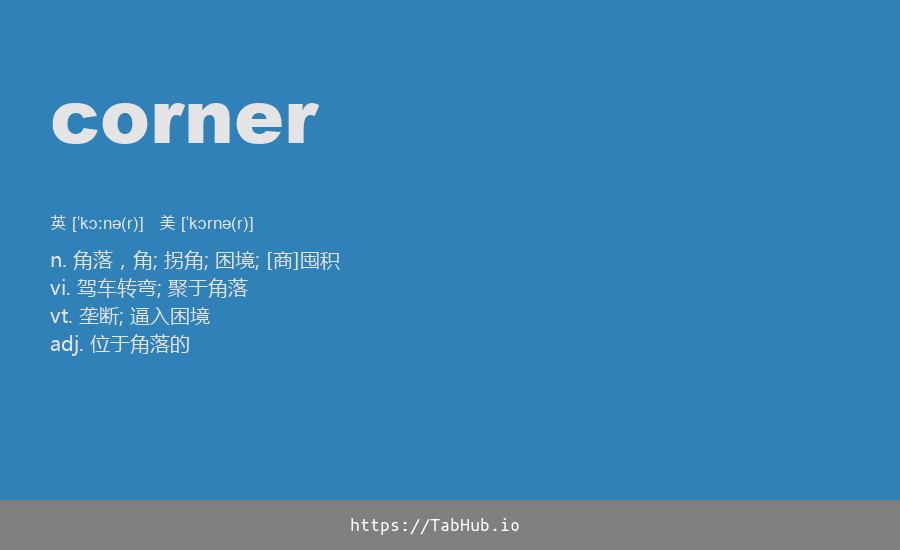 corner
英 [ˈkɔːnə(r)]  美 [ˈkɔrnə(r)]
n. 角落，角; 拐角; 困境; [商]囤积
vi. 驾车转弯; 聚于角落
vt. 垄断; 逼入困境
adj. 位于角落的
https://TabHub.io